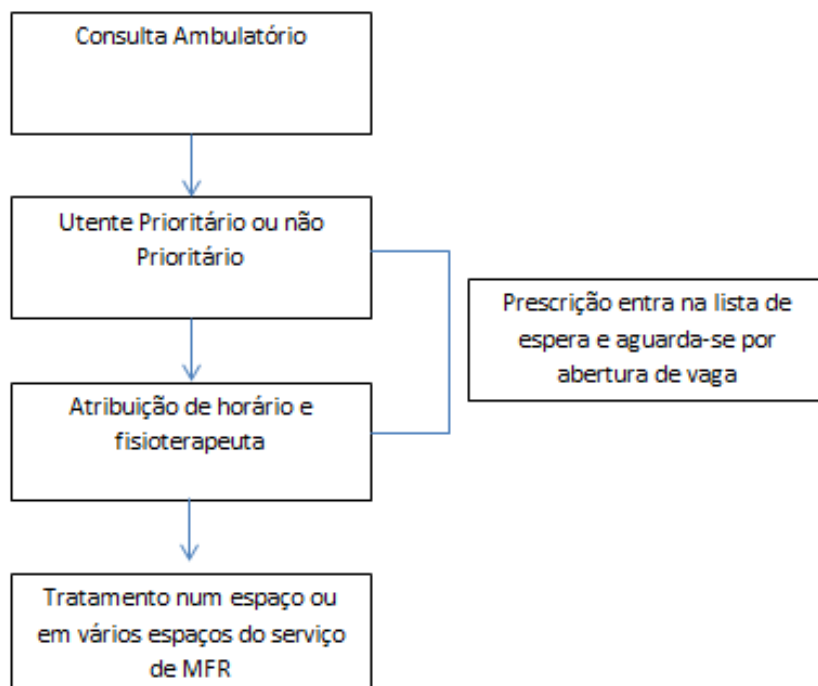 Consulta Ambulatório
Utente Prioritário ou não
Prioritário
Prescrição entra na lista de
espera e aguarda-se por
abertura de vaga
Atribuição de horário e
fisioterapeuta
Tratamento num espaço ou
em vários espaços do serviço
de MFR